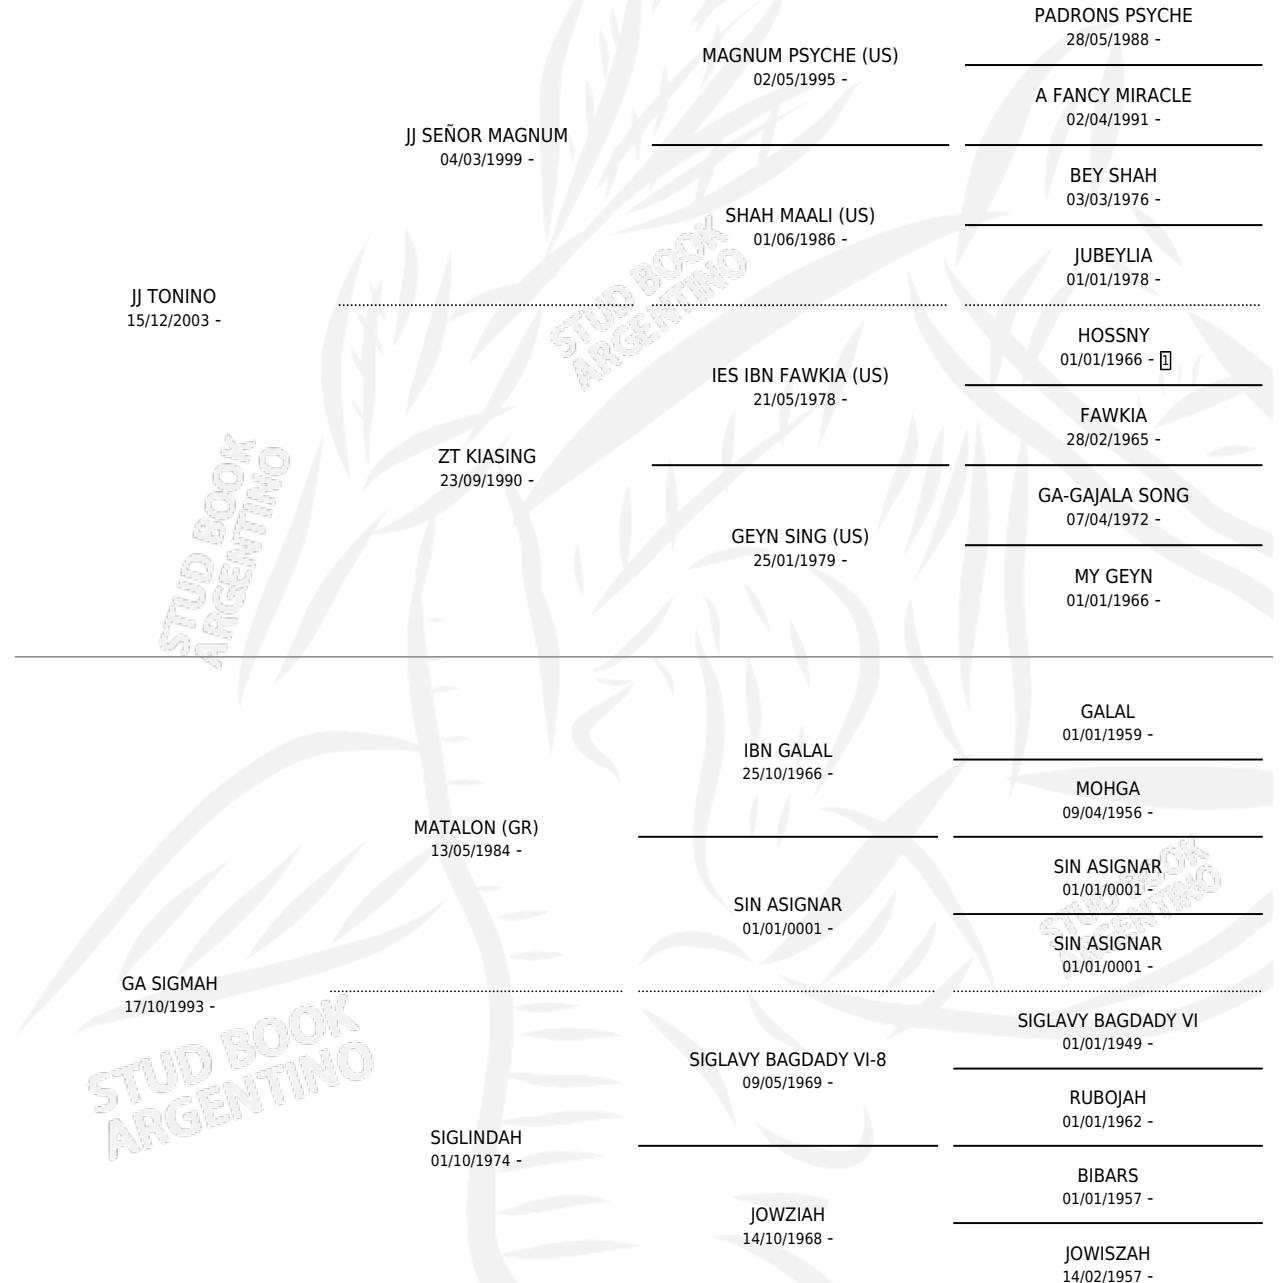 PADRONS PSYCHE
28/05/1988 -
MAGNUM PSYCHE (US)
02/05/1995 -
A FANCY MIRACLE
02/04/1991 -
JJ SEÑOR MAGNUM
04/03/1999 -
BEY SHAH
03/03/1976 -
SHAH MAALI (US)
01/06/1986 -
JUBEYLIA
01/01/1978 -
JJ TONINO
15/12/2003 -
HOSSNY
01/01/1966 - 1
IES IBN FAWKIA (US)
21/05/1978 -
FAWKIA
28/02/1965 -
ZT KIASING
23/09/1990 -
GA-GAJALA SONG
07/04/1972 -
GEYN SING (US)
25/01/1979 -
MY GEYN
01/01/1966 -
STUD BOOK
ARGENTINO
STUD BOOK
ARGENTINO
GALAL
01/01/1959 -
IBN GALAL
25/10/1966 -
MOHGA
09/04/1956 -
MATALON (GR)
13/05/1984 -
SIN ASIGNAR
01/01/0001 -
SIN ASIGNAR
01/01/0001 -
SIN ASIGNAR
01/01/0001 -
GA SIGMAH
17/10/1993 -
SIGLAVY BAGDADY VI
01/01/1949 -
SIGLAVY BAGDADY VI-8
09/05/1969 -
RUBOJAH
01/01/1962 -
SIGLINDAH
01/10/1974 -
BIBARS
01/01/1957 -
JOWZIAH
14/10/1968 -
JOWISZAH
14/02/1957 -
STUD BOOK
ARGENTINO
STUD BOOK
ARGENTINO